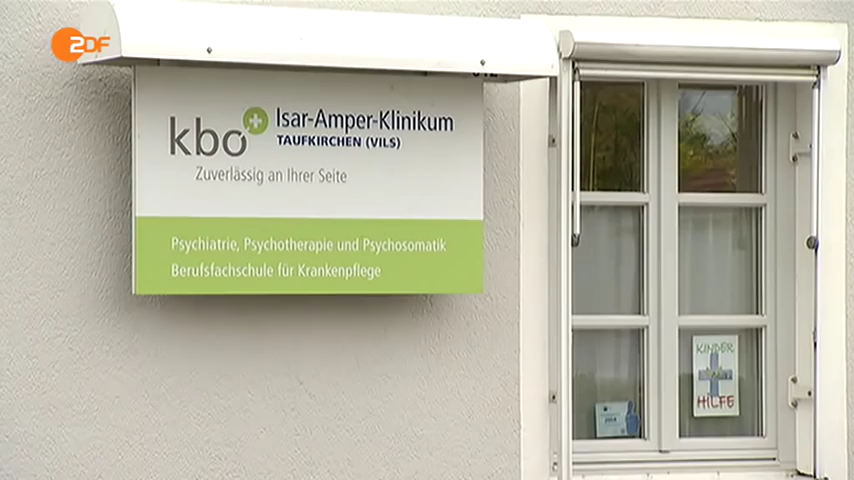 ZDF
kbo
Isar-Amper-Klinikum
TAUFKIRCHEN (VILS)
Zuverlässig an Ihrer Seite
Psychiatrie, Psychotherapie und Psychosomatik
Berufsfachschule für Krankenpflege
KINDER
HILFE